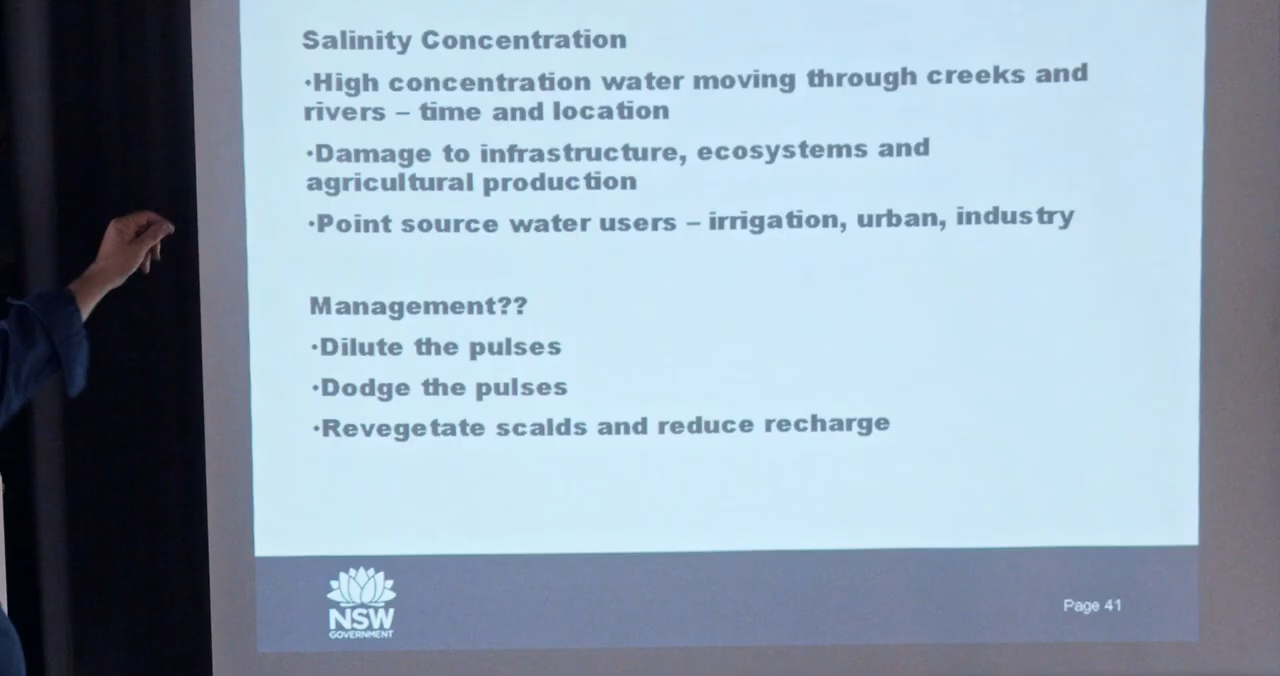 Salinity Concentration
·High concentration water moving through creeks and
rivers – time and location
·Damage to infrastructure, ecosystems and
agricultural production
·Point source water users – irrigation, urban, industry
Management??
·Dilute the pulses
·Dodge the pulses
·Revegetate scalds and reduce recharge
NSW
GOVERNMENT
Page 41